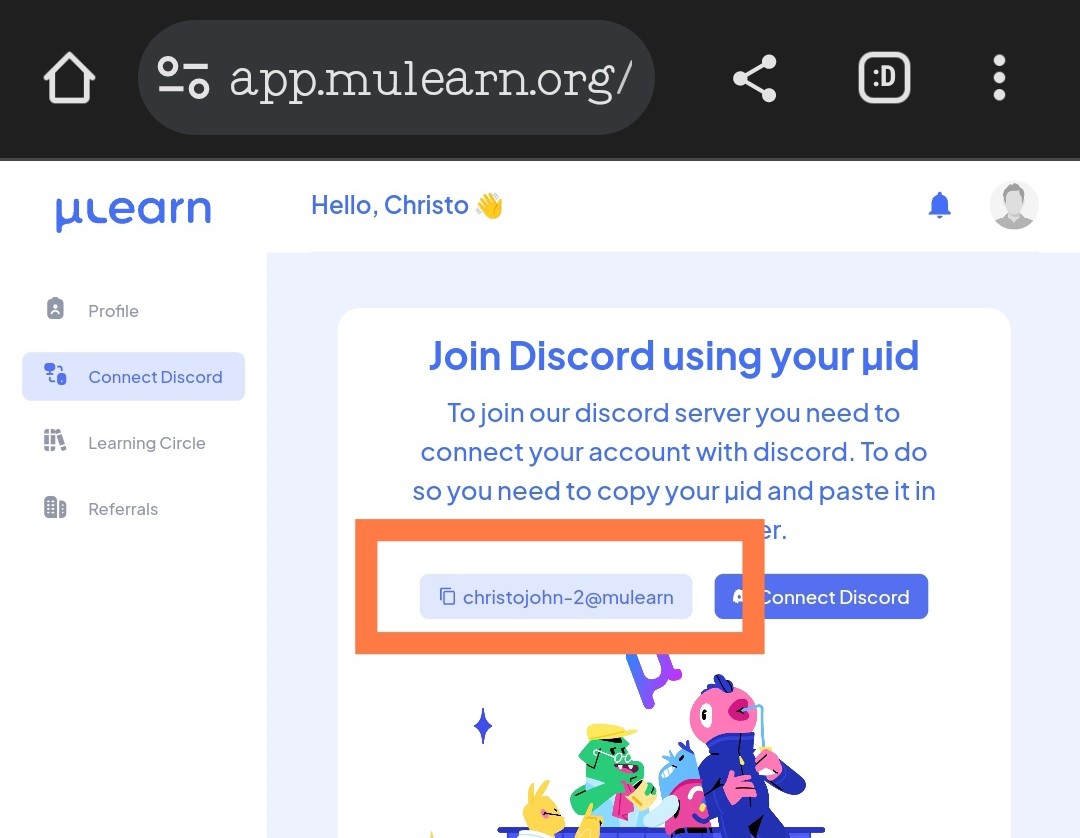 app.mulearn.org/
:D
µLearn
Hello, Christo 👋
Profile
Connect Discord
Learning Circle
Referrals
Join Discord using your µid
To join our discord server you need to
connect your account with discord. To do
so you need to copy your µid and paste it in
er.
christojohn-2@mulearn
Connect Discord
µ